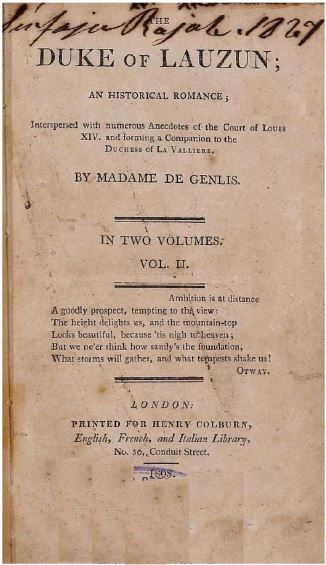 THE
Rajah. 1827
DUKE OF LAUZUN;
AN HISTORICAL ROMANCE;
Interspersed with numerous Anecdotes of the Court of LOUIS
XIV. and forming a Companion to the
DUCHESS OF LA VALLIERE.
BY MADAME DE GENLIS.
IN TWO VOLUMES.
VOL. II.
Ambition is at distance
A goodly prospect, tempting to the view:
The height delights us, and the mountain-top
Looks beautiful, because 'tis nigh to heaven;
But we ne'er think how sandy's the foundation,
What storms will gather, and what tempests shake us!
OTWAY.
LONDON:
PRINTED FOR HENRY COLBURN,
English, French, and Italian Library,
No. 50, Conduit Street.
1808.